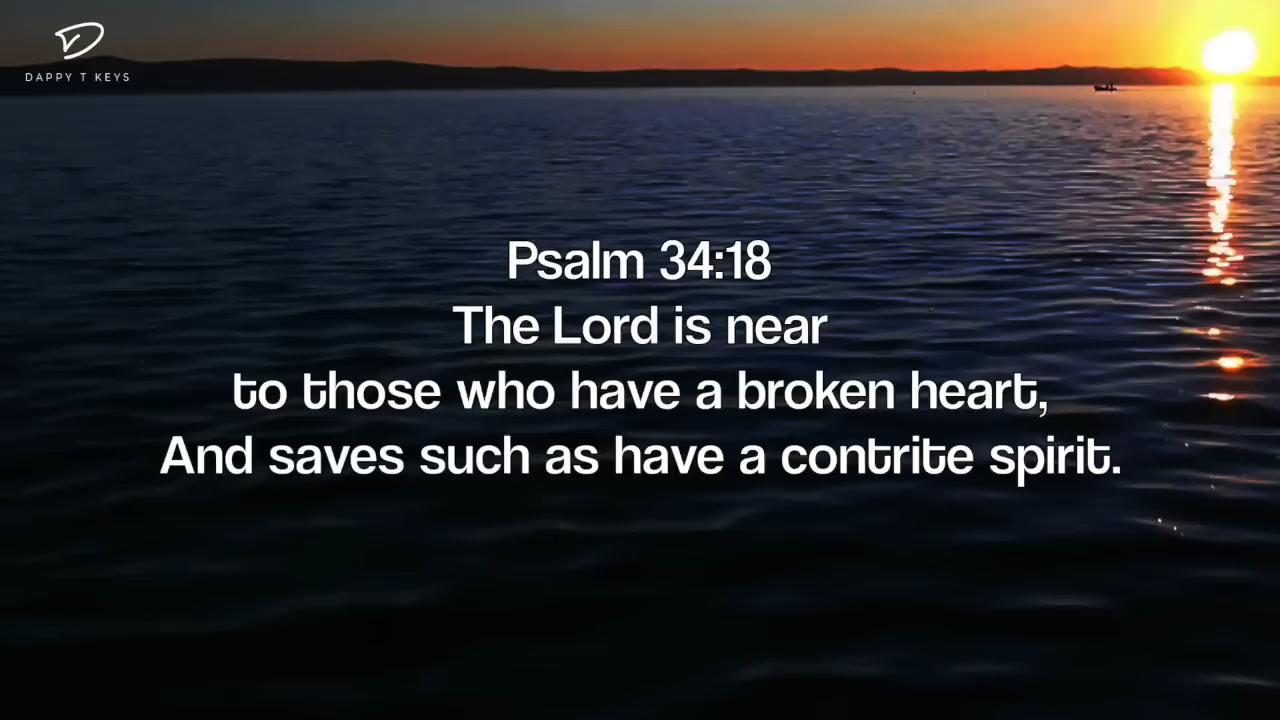 DAPPY T KEYS
Psalm 34:18
The Lord is near
to those who have a broken heart,
And saves such as have a contrite spirit.